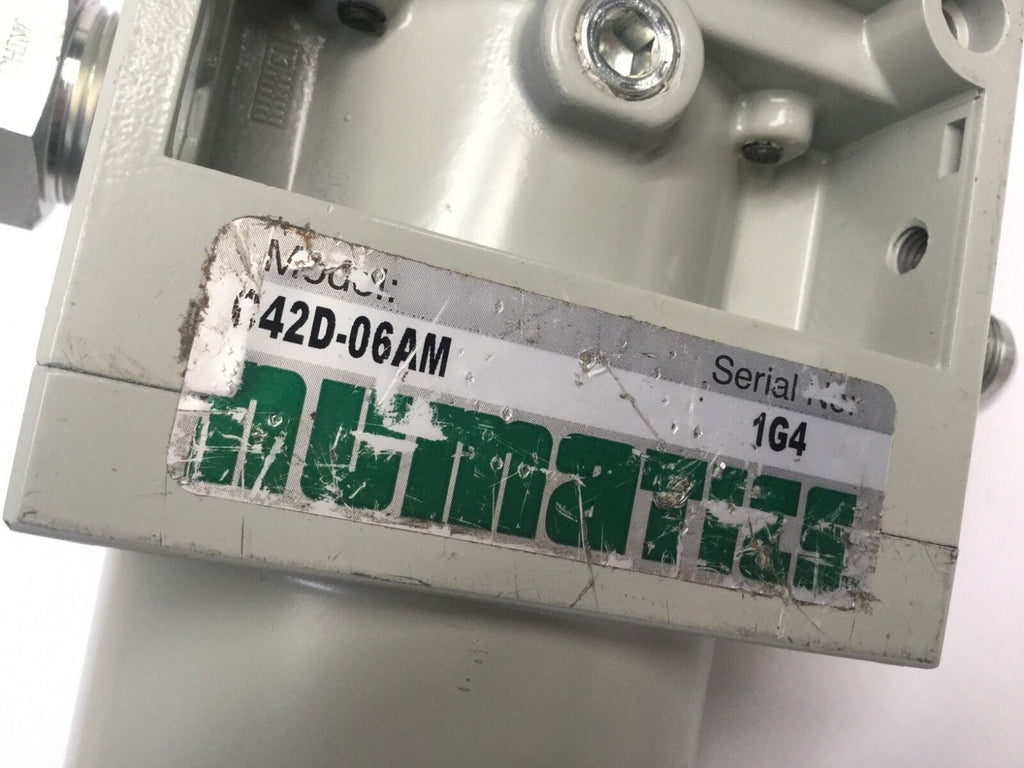 Model:
42D-06AM
Serial No:
1G4
numatics